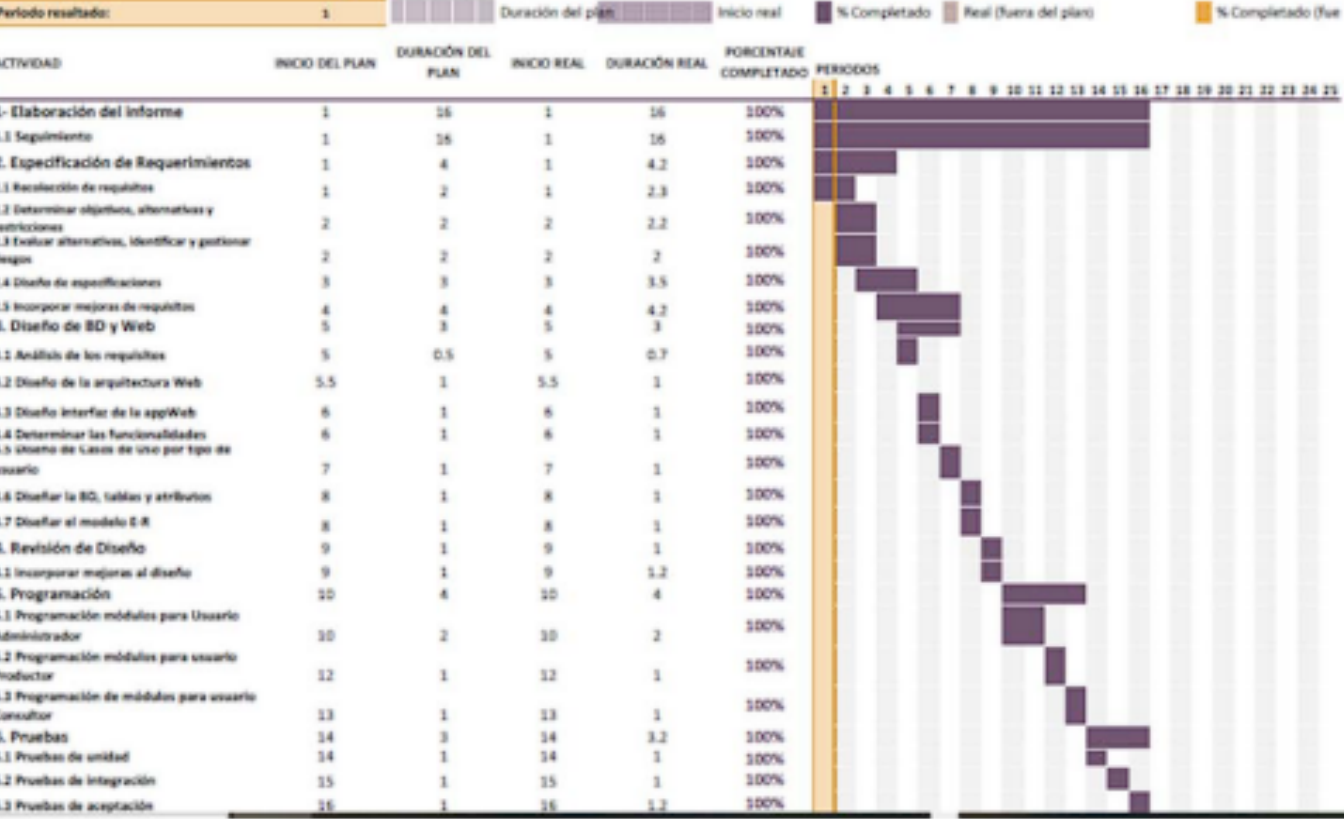 Periodo resaltado: 1 Duración del plan Inicio real % Completado Real (fuera del plan) % Completado (fue
ACTIVIDAD INICIO DEL PLAN DURACIÓN DEL PLAN INICIO REAL DURACIÓN REAL PORCENTAJE COMPLETADO PERIODOS
1 2 3 4 5 6 7 8 9 10 11 12 13 14 15 16 17 18 19 20 21 22 23 24 25
.- Elaboración del informe 1 16 1 16 100%
.1 Seguimiento 1 16 1 16 100%
. Especificación de Requerimientos 1 4 1 4.2 100%
.1 Recolección de requisitos 1 2 1 2.3 100%
.2 Determinar objetivos, alternativas y
estricciones 2 2 2 2.2 100%
.3 Evaluar alternativas, identificar y gestionar
esgos 2 2 2 2 100%
.4 Diseño de especificaciones 3 3 3 3.5 100%
.5 Incorporar mejoras de requisitos 4 4 4 4.2 100%
. Diseño de BD y Web 5 3 5 3 100%
.1 Análisis de los requisitos 5 0.5 5 0.7 100%
.2 Diseño de la arquitectura Web 5.5 1 5.5 1 100%
.3 Diseño interfaz de la appWeb 6 1 6 1 100%
.4 Determinar las funcionalidades 6 1 6 1 100%
.5 Diseño de Casos de Uso por tipo de
usuario 7 1 7 1 100%
.6 Diseñar la BD, tablas y atributos 8 1 8 1 100%
.7 Diseñar el modelo E-R 8 1 8 1 100%
. Revisión de Diseño 9 1 9 1 100%
.1 Incorporar mejoras al diseño 9 1 9 1.2 100%
. Programación 10 4 10 4 100%
.1 Programación módulos para Usuario
Administrador 10 2 10 2 100%
.2 Programación módulos para usuario
Productor 12 1 12 1 100%
.3 Programación de módulos para usuario
Consultor 13 1 13 1 100%
. Pruebas 14 3 14 3.2 100%
.1 Pruebas de unidad 14 1 14 1 100%
.2 Pruebas de integración 15 1 15 1 100%
.3 Pruebas de aceptación 16 1 16 1.2 100%